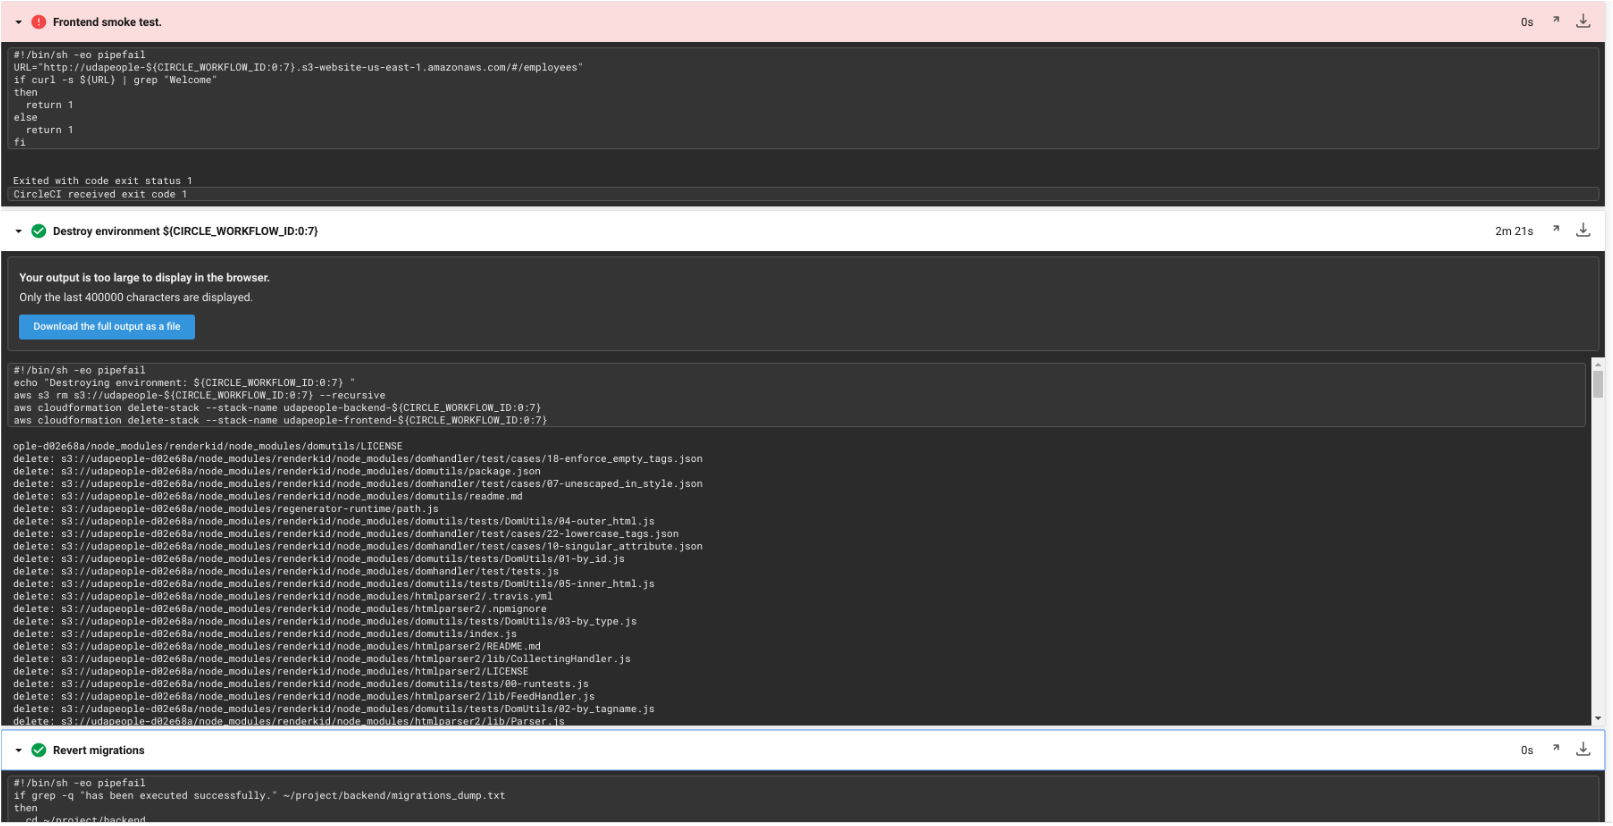 Frontend smoke test.
0s
#!/bin/sh -eo pipefail
URL="http://udapeople-${CIRCLE_WORKFLOW_ID:0:7}.s3-website-us-east-1.amazonaws.com/#/employees"
if curl -s ${URL} | grep "Welcome"
then
  return 1
else
  return 1
fi
Exited with code exit status 1
CircleCI received exit code 1
Destroy environment ${CIRCLE_WORKFLOW_ID:0:7}
2m 21s
Your output is too large to display in the browser.
Only the last 400000 characters are displayed.
Download the full output as a file
#!/bin/sh -eo pipefail
echo "Destroying environment: ${CIRCLE_WORKFLOW_ID:0:7} "
aws s3 rm s3://udapeople-${CIRCLE_WORKFLOW_ID:0:7} --recursive
aws cloudformation delete-stack --stack-name udapeople-backend-${CIRCLE_WORKFLOW_ID:0:7}
aws cloudformation delete-stack --stack-name udapeople-frontend-${CIRCLE_WORKFLOW_ID:0:7}
ople-d02e68a/node_modules/renderkid/node_modules/domutils/LICENSE
delete: s3://udapeople-d02e68a/node_modules/renderkid/node_modules/domhandler/test/cases/18-enforce_empty_tags.json
delete: s3://udapeople-d02e68a/node_modules/renderkid/node_modules/domutils/package.json
delete: s3://udapeople-d02e68a/node_modules/renderkid/node_modules/domhandler/test/cases/07-unescaped_in_style.json
delete: s3://udapeople-d02e68a/node_modules/renderkid/node_modules/domutils/readme.md
delete: s3://udapeople-d02e68a/node_modules/regenerator-runtime/path.js
delete: s3://udapeople-d02e68a/node_modules/renderkid/node_modules/domutils/tests/DomUtils/04-outer_html.js
delete: s3://udapeople-d02e68a/node_modules/renderkid/node_modules/domhandler/test/cases/22-lowercase_tags.json
delete: s3://udapeople-d02e68a/node_modules/renderkid/node_modules/domhandler/test/cases/10-singular_attribute.json
delete: s3://udapeople-d02e68a/node_modules/renderkid/node_modules/domutils/tests/DomUtils/01-by_id.js
delete: s3://udapeople-d02e68a/node_modules/renderkid/node_modules/domhandler/test/tests.js
delete: s3://udapeople-d02e68a/node_modules/renderkid/node_modules/domutils/tests/DomUtils/05-inner_html.js
delete: s3://udapeople-d02e68a/node_modules/renderkid/node_modules/htmlparser2/.travis.yml
delete: s3://udapeople-d02e68a/node_modules/renderkid/node_modules/htmlparser2/.npmignore
delete: s3://udapeople-d02e68a/node_modules/renderkid/node_modules/domutils/tests/DomUtils/03-by_type.js
delete: s3://udapeople-d02e68a/node_modules/renderkid/node_modules/domutils/index.js
delete: s3://udapeople-d02e68a/node_modules/renderkid/node_modules/htmlparser2/README.md
delete: s3://udapeople-d02e68a/node_modules/renderkid/node_modules/htmlparser2/lib/CollectingHandler.js
delete: s3://udapeople-d02e68a/node_modules/renderkid/node_modules/htmlparser2/LICENSE
delete: s3://udapeople-d02e68a/node_modules/renderkid/node_modules/domutils/tests/00-runtests.js
delete: s3://udapeople-d02e68a/node_modules/renderkid/node_modules/htmlparser2/lib/FeedHandler.js
delete: s3://udapeople-d02e68a/node_modules/renderkid/node_modules/domutils/tests/DomUtils/02-by_tagname.js
delete: s3://udapeople-d02e68a/node_modules/renderkid/node_modules/htmlparser2/lib/Parser.js
Revert migrations
0s
#!/bin/sh -eo pipefail
if grep -q "has been executed successfully." ~/project/backend/migrations_dump.txt
then
  cd ~/project/backend